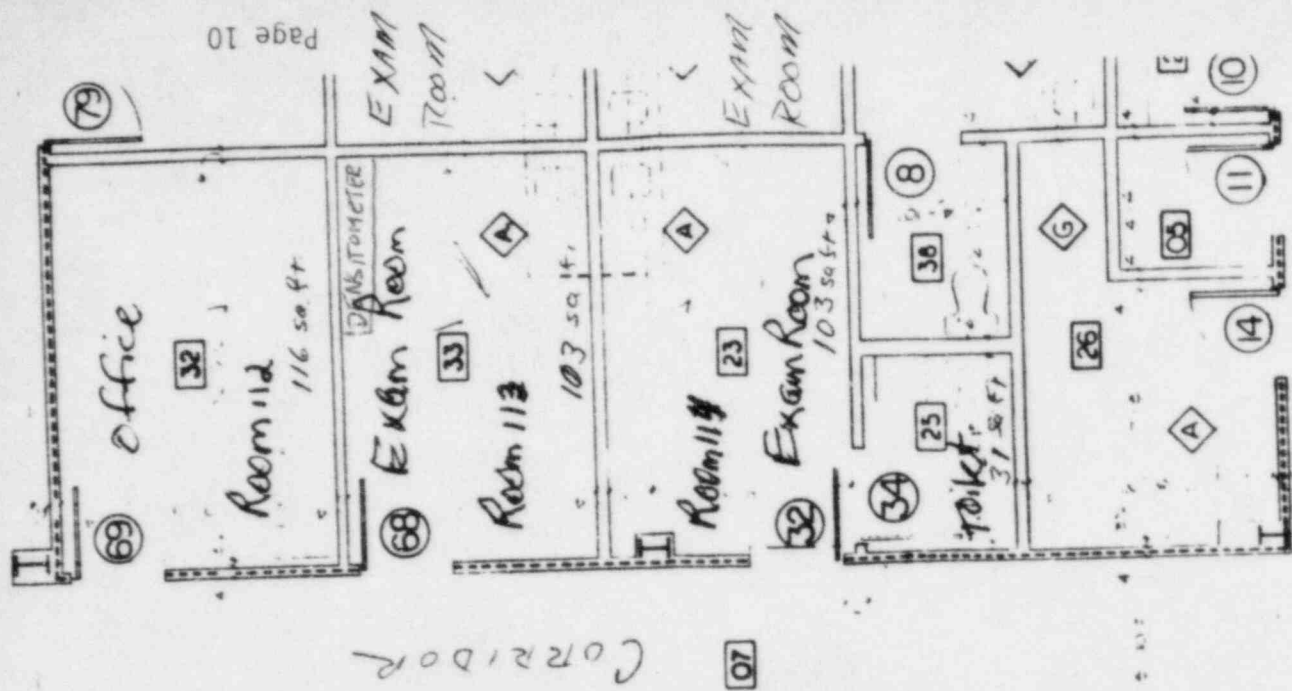 Page 10
79
EXAM
ROOM
Office
32
Room 112
116 sq. ft.
69
DENSITOMETER
Exam Room
33
A
Room 113
103 sq. ft.
68
EXAM
ROOM
A
23
Room 114
Exam Room
103 sq ft.
32
8
38
25
Toilet
31 sq ft
34
G
26
A
05
10
11
14
CORRIDOR
07